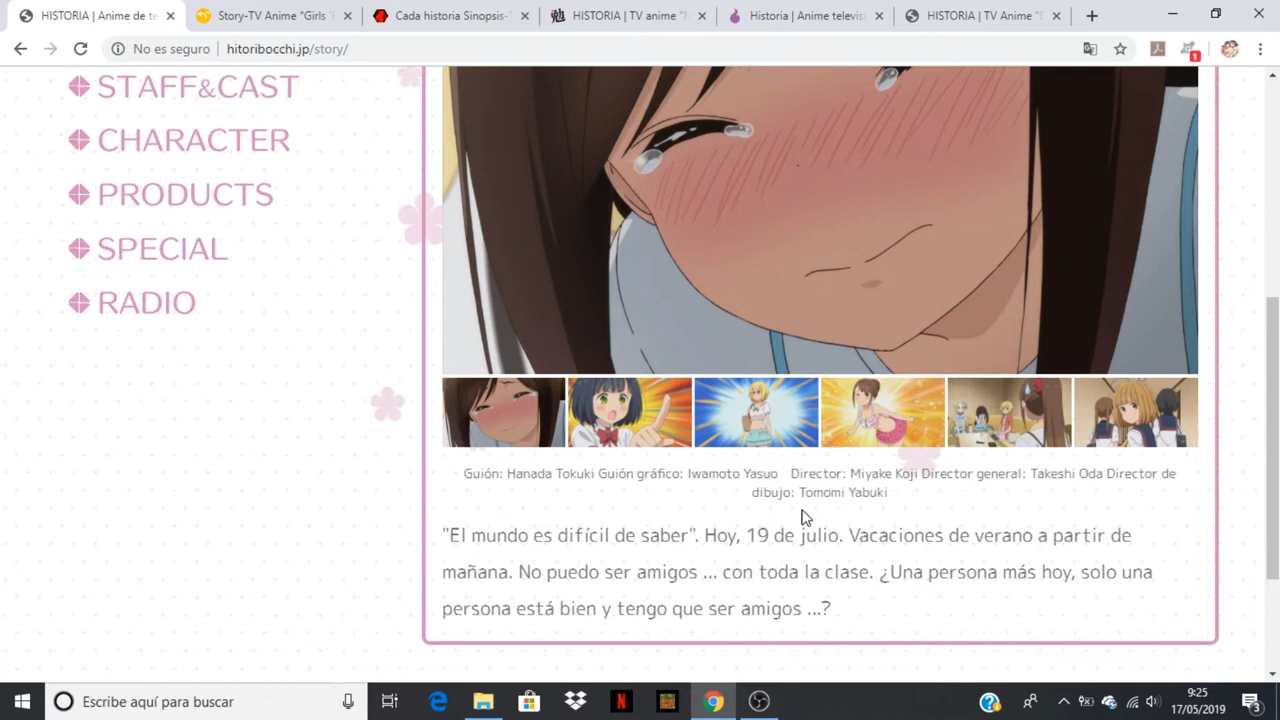 HISTORIA | Anime de te
Story-TV Anime "Girls '
Cada historia Sinopsis-
HISTORIA | TV anime "
Historia | Anime televis
HISTORIA | TV Anime "
No es seguro
hitoribocchi.jp/story/
1
STAFF&CAST
CHARACTER
PRODUCTS
SPECIAL
RADIO
Guión: Hanada Tokuki Guión gráfico: Iwamoto Yasuo Director: Miyake Koji Director general: Takeshi Oda Director de
dibujo: Tomomi Yabuki
"El mundo es difícil de saber". Hoy, 19 de julio. Vacaciones de verano a partir de
mañana. No puedo ser amigos ... con toda la clase. ¿Una persona más hoy, solo una
persona está bien y tengo que ser amigos ...?
Escribe aquí para buscar
9:25
17/05/2019
3